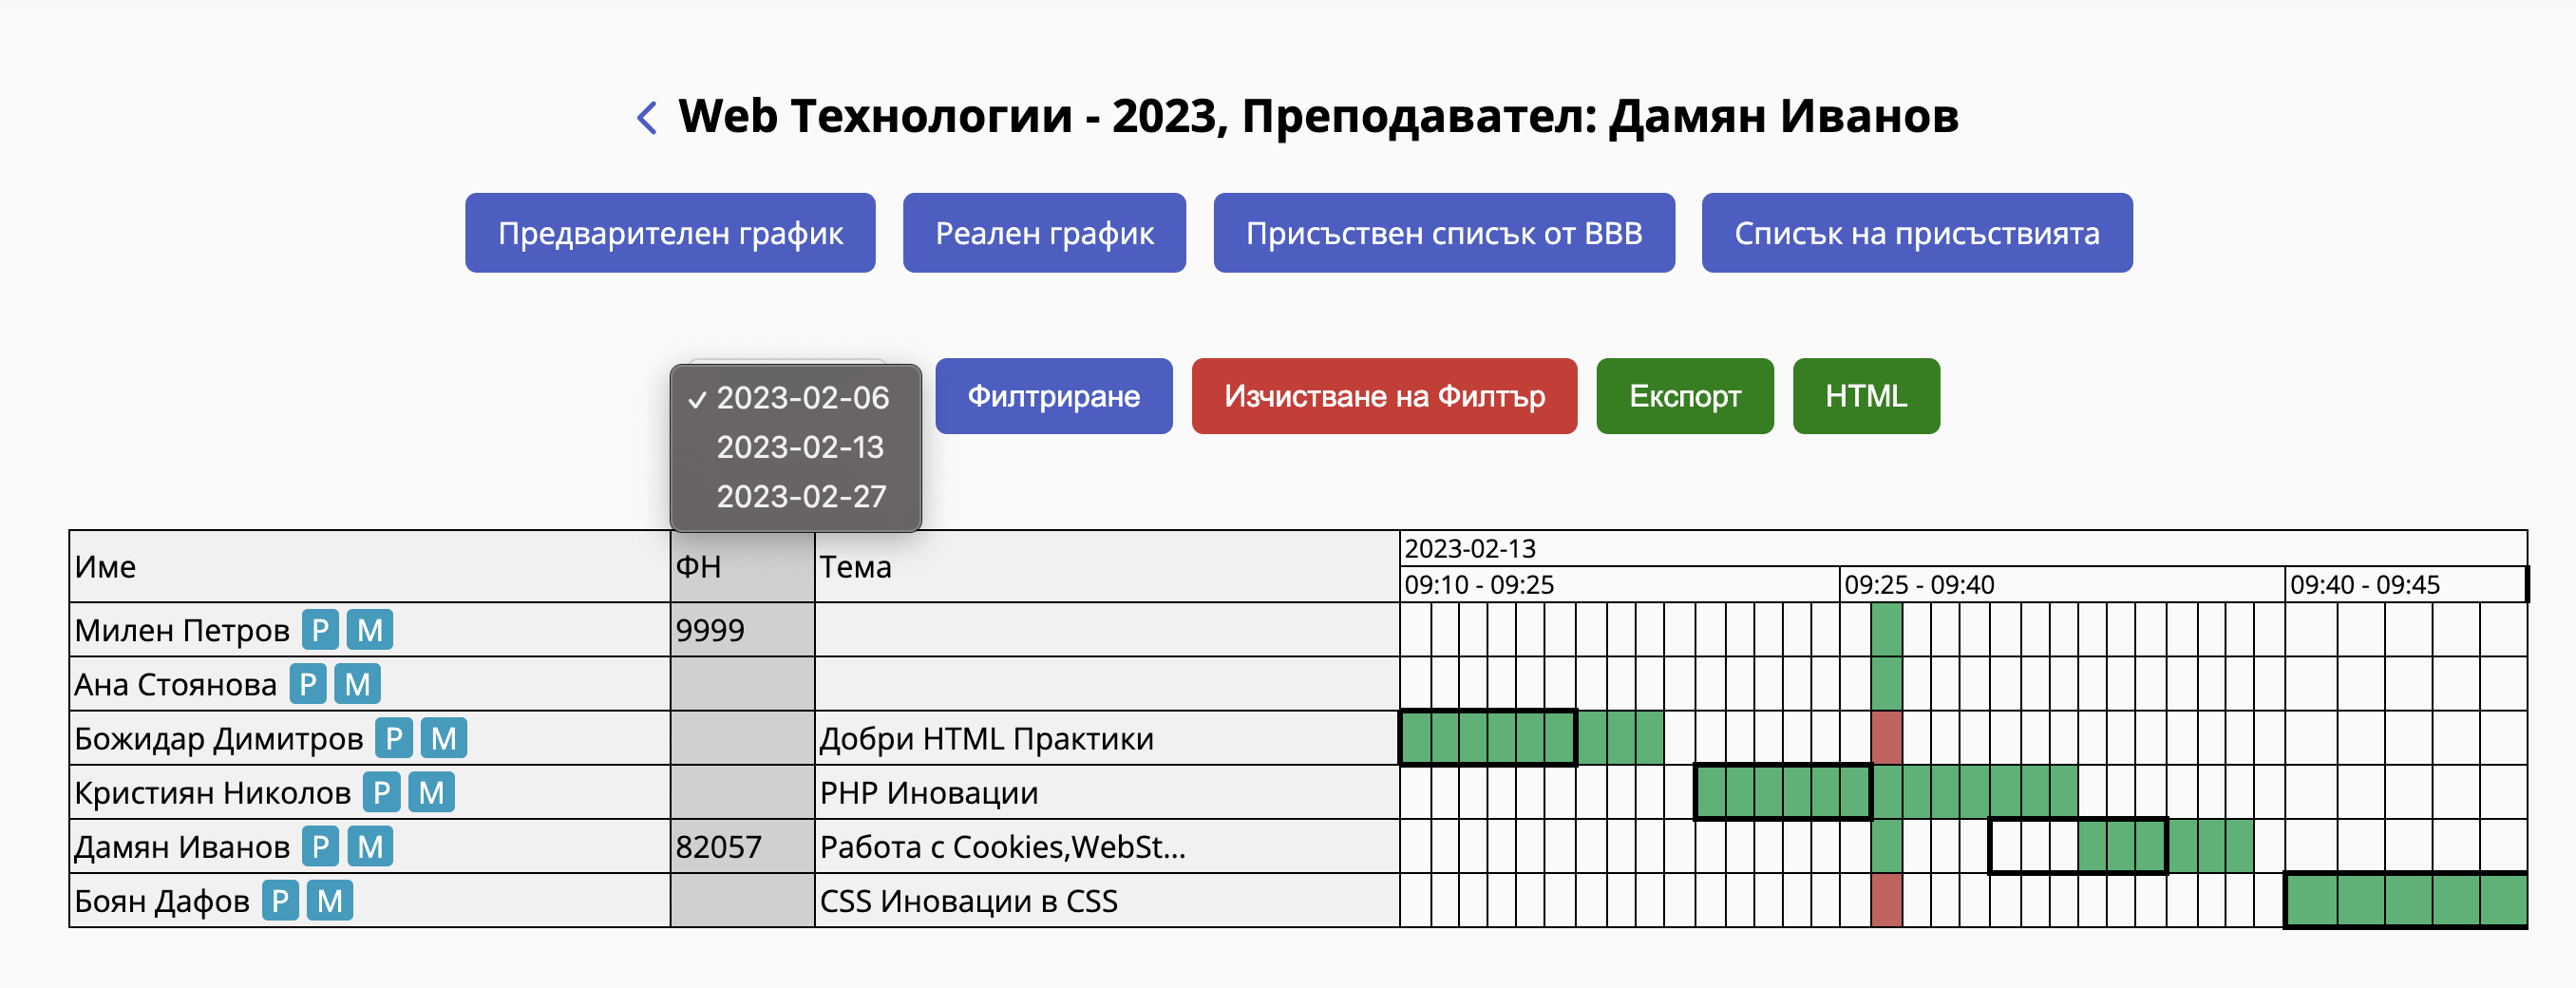 Web Технологии - 2023, Преподавател: Дамян Иванов
Предварителен график Реален график Присъствен списък от BBB Списък на присъствията
✓ 2023-02-06
2023-02-13
2023-02-27
Филтриране Изчистване на Филтър Експорт HTML
Име ФН Тема 2023-02-13
09:10 - 09:25 09:25 - 09:40 09:40 - 09:45
Милен Петров P M 9999
Ана Стоянова P M
Божидар Димитров P M Добри HTML Практики
Кристиян Николов P M PHP Иновации
Дамян Иванов P M 82057 Работа с Cookies,WebSt...
Боян Дафов P M CSS Иновации в CSS